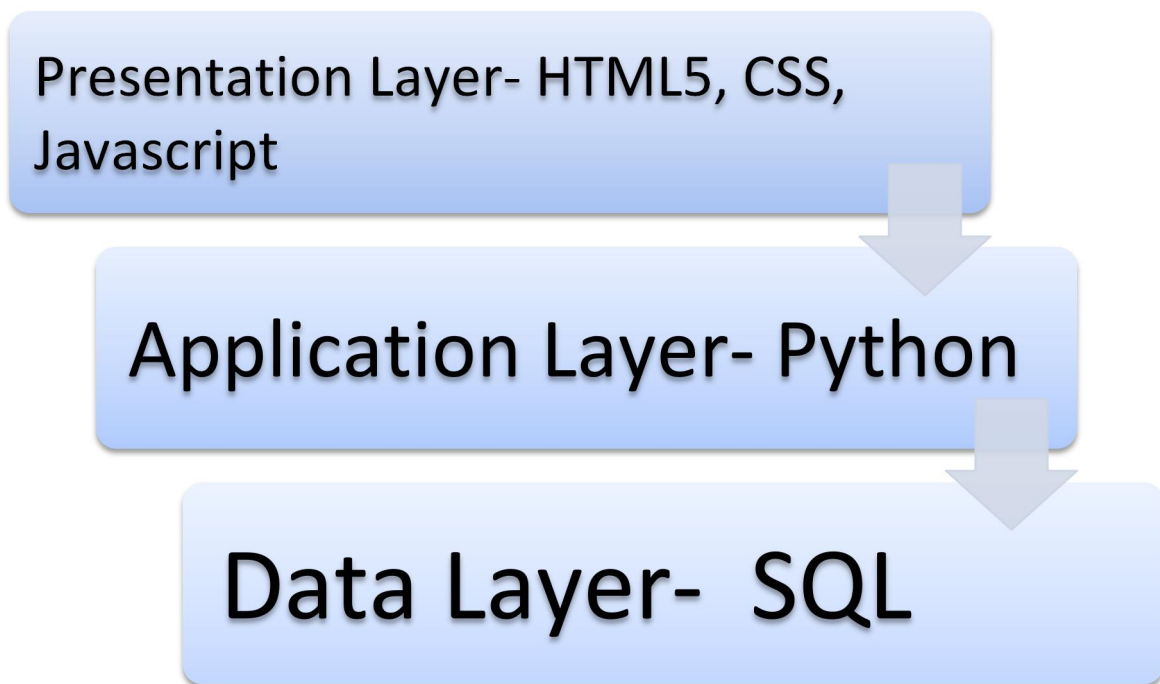 Presentation Layer- HTML5, CSS,
Javascript
Application Layer- Python
Data Layer-  SQL